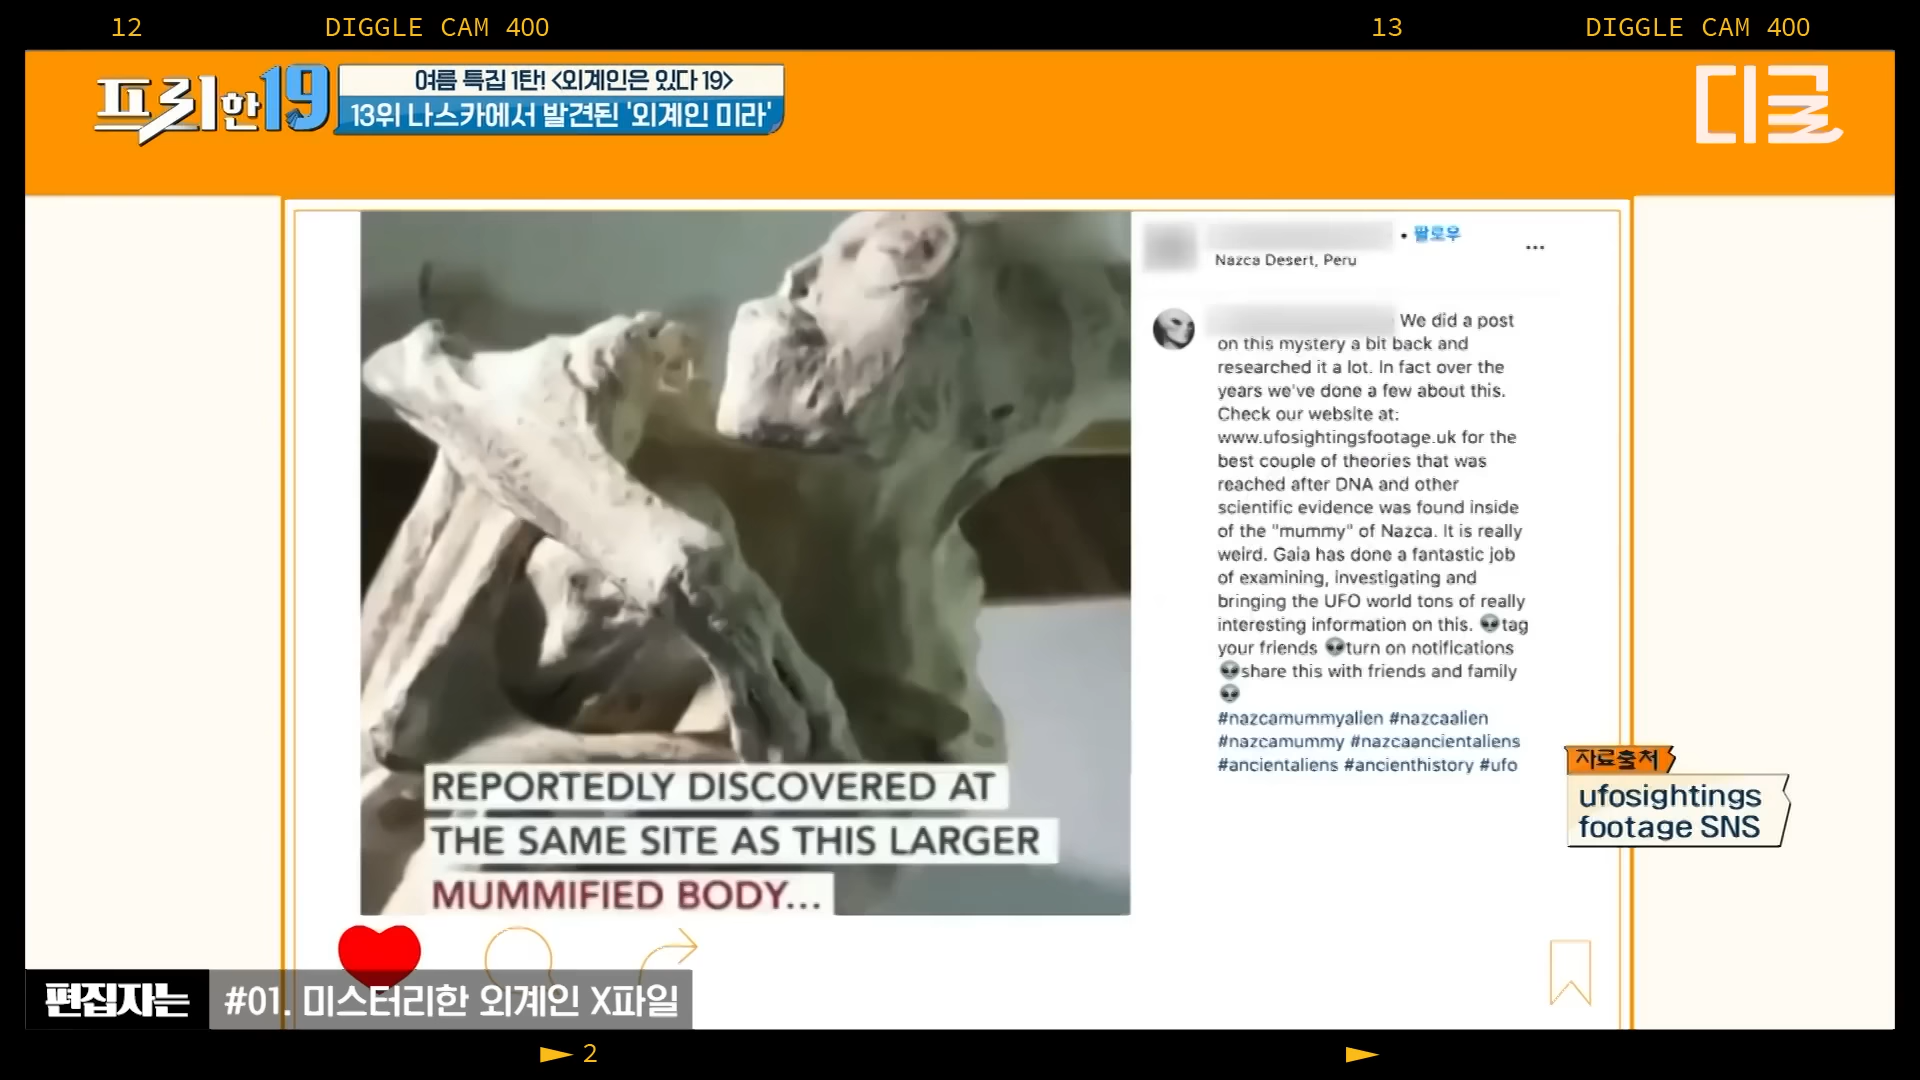 12
DIGGLE CAM 400
13
DIGGLE CAM 400
프리한19
여름 특집 1탄! <외계인은 있다 19>
13위 나스카에서 발견된 '외계인 미라'
디글
• 팔로우
...
Nazca Desert, Peru
We did a post
on this mystery a bit back and
researched it a lot. In fact over the
years we've done a few about this.
Check our website at:
www.ufosightingsfootage.uk for the
best couple of theories that was
reached after DNA and other
scientific evidence was found inside
of the "mummy" of Nazca. It is really
weird. Gaia has done a fantastic job
of examining, investigating and
bringing the UFO world tons of really
interesting information on this. 👽tag
your friends 👽turn on notifications
👽share this with friends and family
👽
#nazcamummyalien #nazcaalien
#nazcamummy #nazcaancientaliens
#ancientaliens #ancienthistory #ufo
REPORTEDLY DISCOVERED AT
THE SAME SITE AS THIS LARGER
MUMMIFIED BODY...
자료출처
ufosightings
footage SNS
편집자는
#01. 미스터리한 외계인 X파일
2